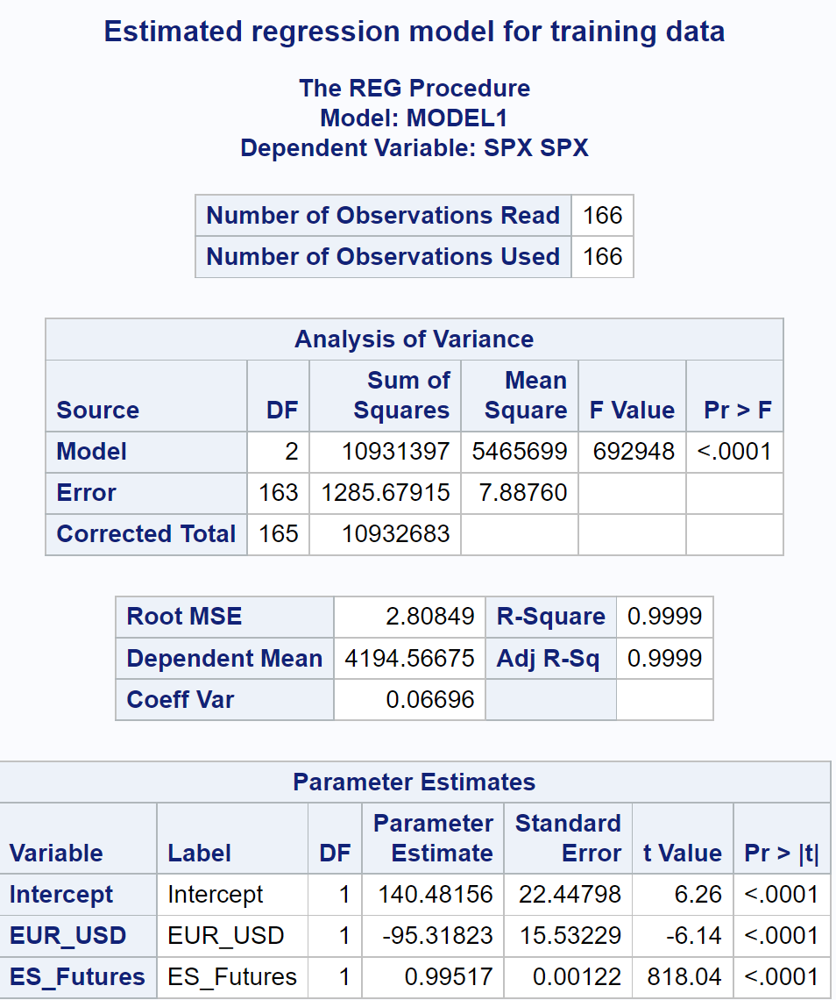 Estimated regression model for training data
The REG Procedure
Model: MODEL1
Dependent Variable: SPX SPX
Number of Observations Read 166
Number of Observations Used 166
Analysis of Variance
Source DF Sum of Squares Mean Square F Value Pr > F
Model 2 10931397 5465699 692948 <.0001
Error 163 1285.67915 7.88760
Corrected Total 165 10932683
Root MSE 2.80849 R-Square 0.9999
Dependent Mean 4194.56675 Adj R-Sq 0.9999
Coeff Var 0.06696
Parameter Estimates
Variable Label DF Parameter Estimate Standard Error t Value Pr > |t|
Intercept Intercept 1 140.48156 22.44798 6.26 <.0001
EUR_USD EUR_USD 1 -95.31823 15.53229 -6.14 <.0001
ES_Futures ES_Futures 1 0.99517 0.00122 818.04 <.0001